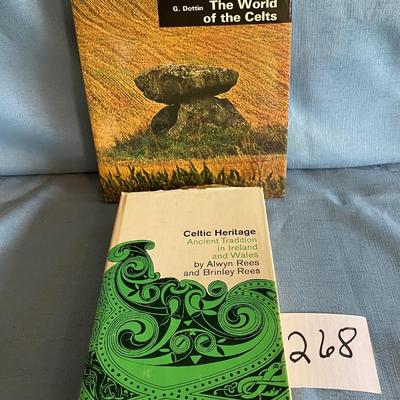 G. Dottin The World
of the Celts
Celtic Heritage
Ancient Tradition
in Ireland
and Wales
by Alwyn Rees
and Brinley Rees
268